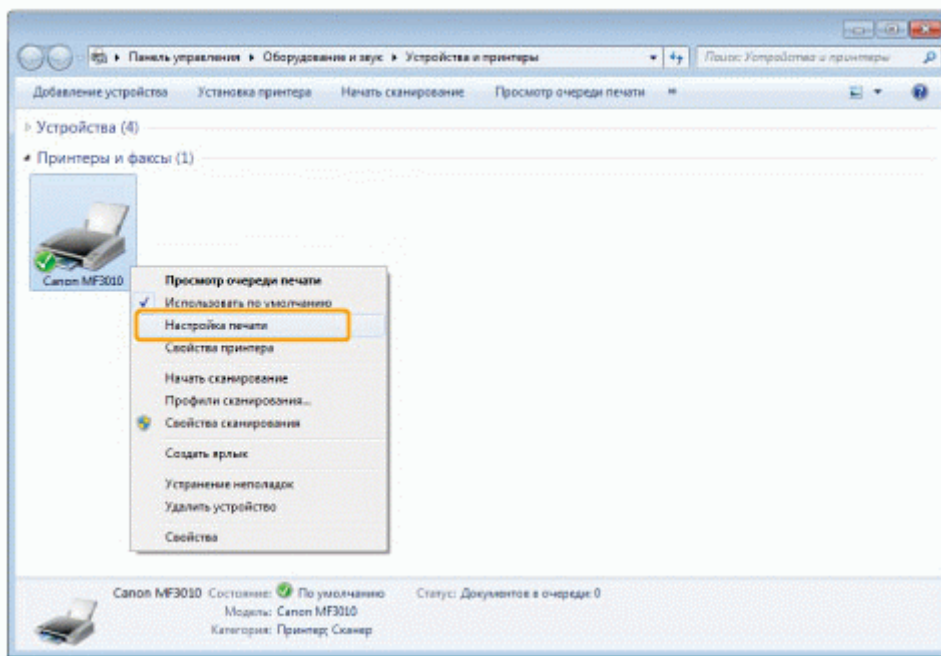 Панель управления ▸ Оборудование и звук ▸ Устройства и принтеры Поиск: Устройства и принтеры
Добавление устройства Установка принтера Начать сканирование Просмотр очереди печати »
Устройства (4)
Принтеры и факсы (1)
Canon MF3010
Просмотр очереди печати
Использовать по умолчанию
Настройка печати
Свойства принтера
Начать сканирование
Профили сканирования...
Свойства сканирования
Создать ярлык
Устранение неполадок
Удалить устройство
Свойства
Canon MF3010 Состояние: По умолчанию Статус: Документов в очереди: 0
Модель: Canon MF3010
Категория: Принтер; Сканер